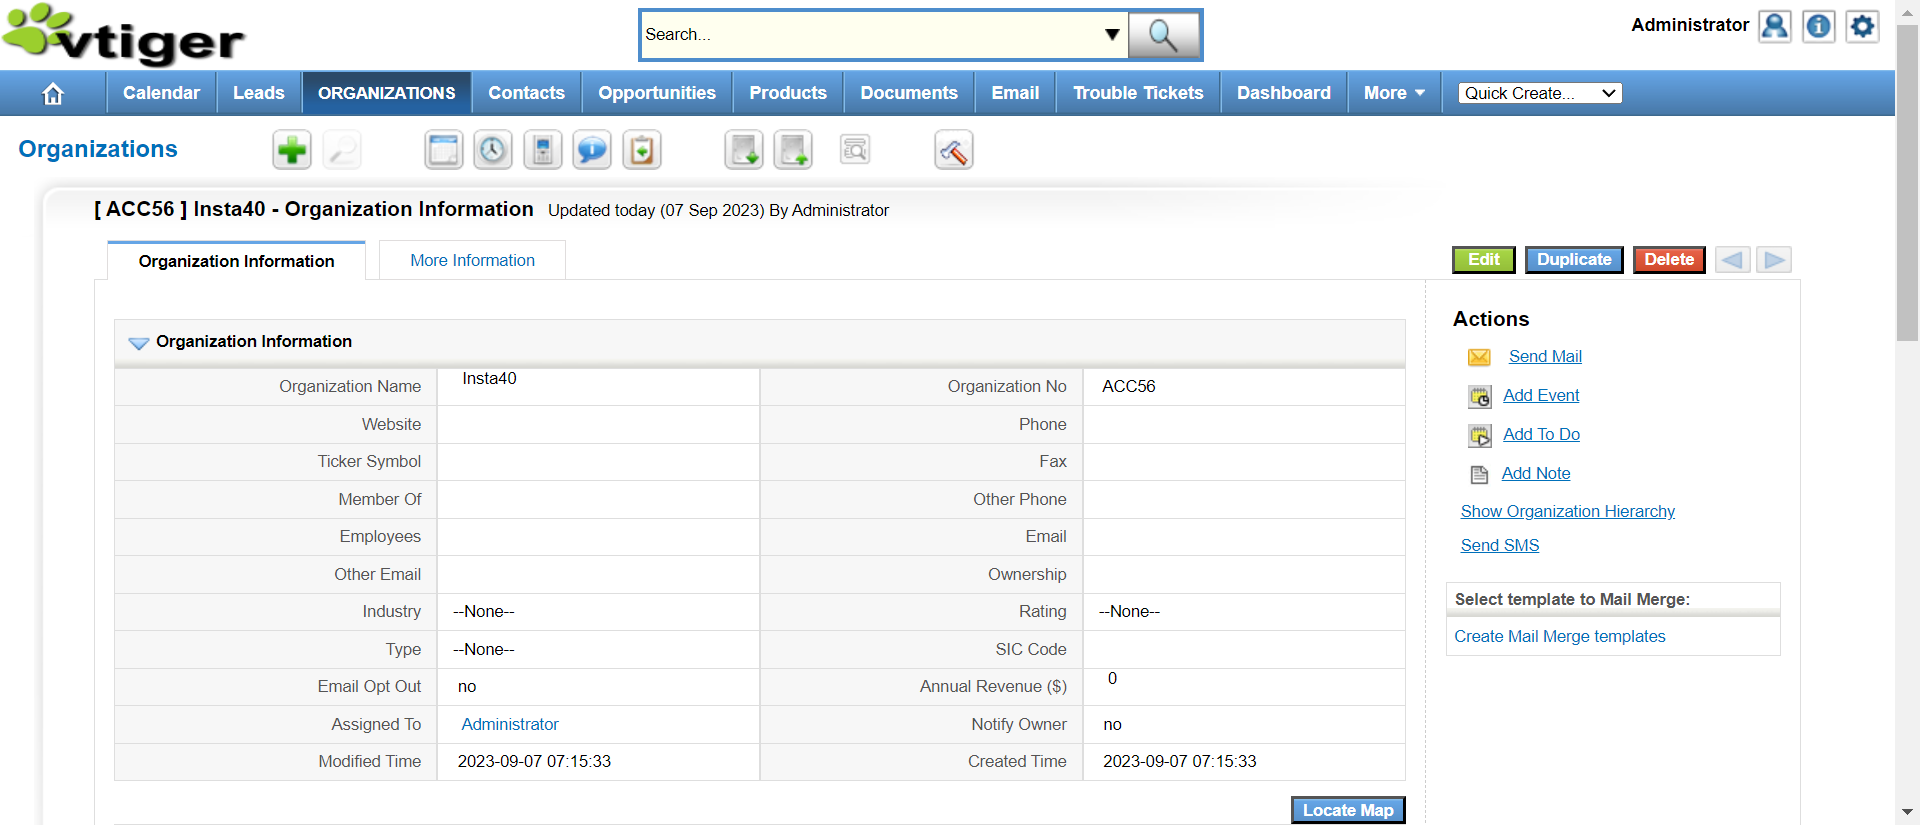 vtiger
Search...
Administrator
Calendar Leads ORGANIZATIONS Contacts Opportunities Products Documents Email Trouble Tickets Dashboard More Quick Create...
Organizations
[ ACC56 ] Insta40 - Organization Information Updated today (07 Sep 2023) By Administrator
Organization Information More Information
Edit Duplicate Delete
Organization Information
Organization Name Insta40 Organization No ACC56
Website Phone
Ticker Symbol Fax
Member Of Other Phone
Employees Email
Other Email Ownership
Industry --None-- Rating --None--
Type --None-- SIC Code
Email Opt Out no Annual Revenue ($) 0
Assigned To Administrator Notify Owner no
Modified Time 2023-09-07 07:15:33 Created Time 2023-09-07 07:15:33
Locate Map
Actions
Send Mail
Add Event
Add To Do
Add Note
Show Organization Hierarchy
Send SMS
Select template to Mail Merge:
Create Mail Merge templates